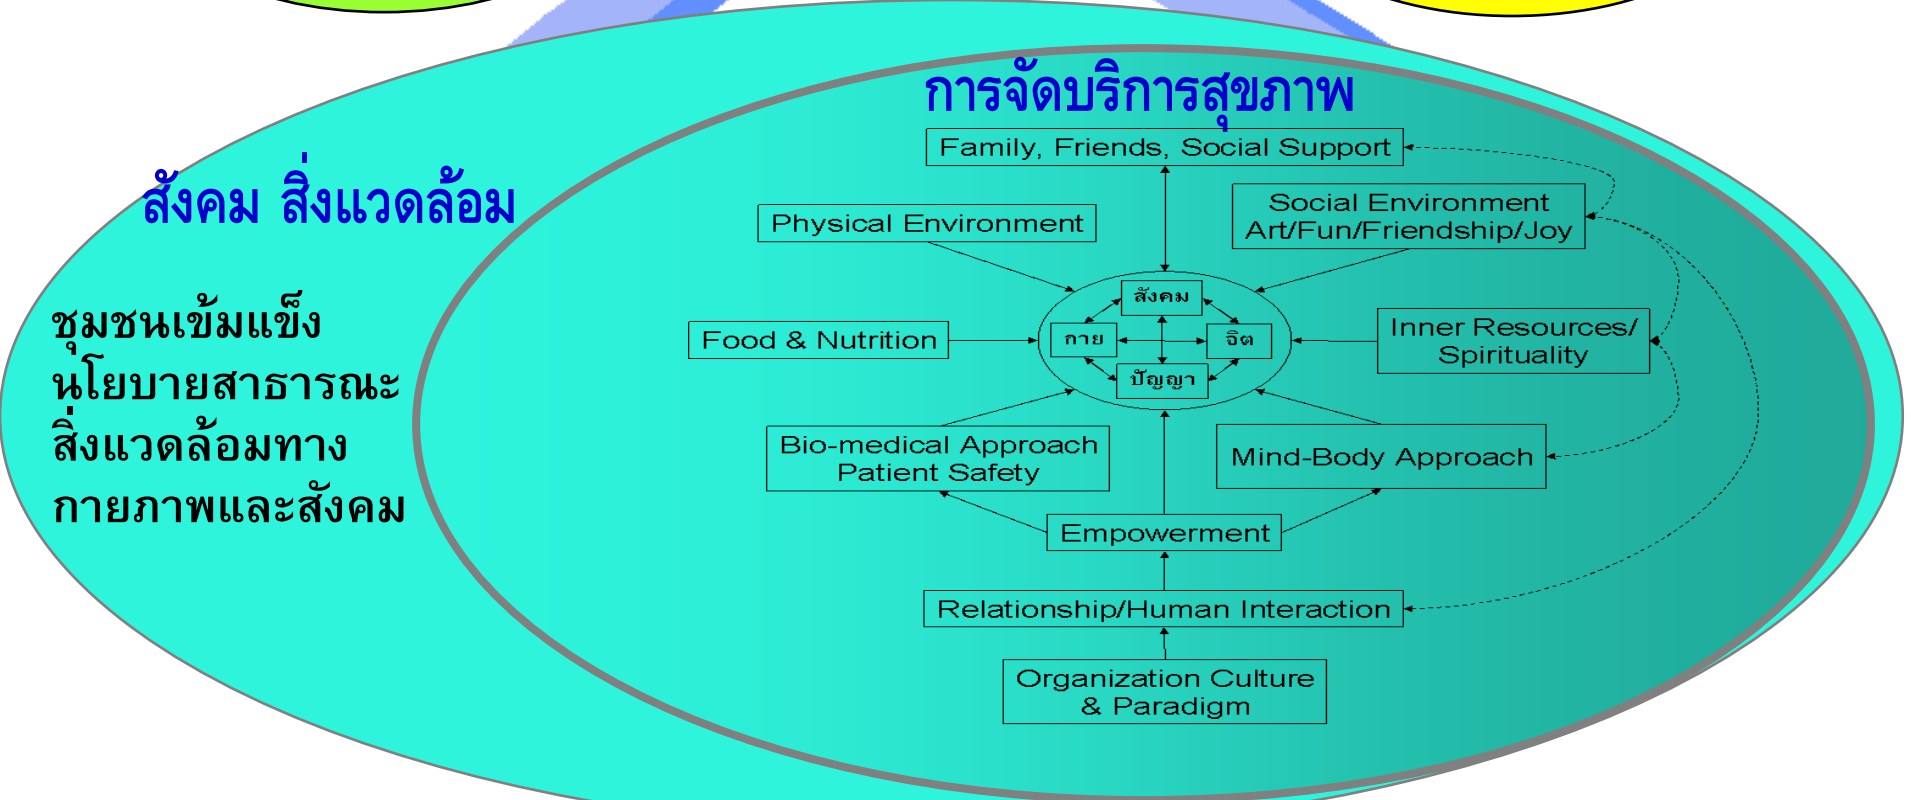 การจัดบริการสุขภาพ
Family, Friends, Social Support
สังคม สิ่งแวดล้อม
Social Environment
Art/Fun/Friendship/Joy
Physical Environment
ชุมชนเข้มแข็ง
นโยบายสาธารณะ
สิ่งแวดล้อมทาง
กายภาพและสังคม
สังคม
กาย
จิต
ปัญญา
Food & Nutrition
Inner Resources/
Spirituality
Bio-medical Approach
Patient Safety
Mind-Body Approach
Empowerment
Relationship/Human Interaction
Organization Culture
& Paradigm